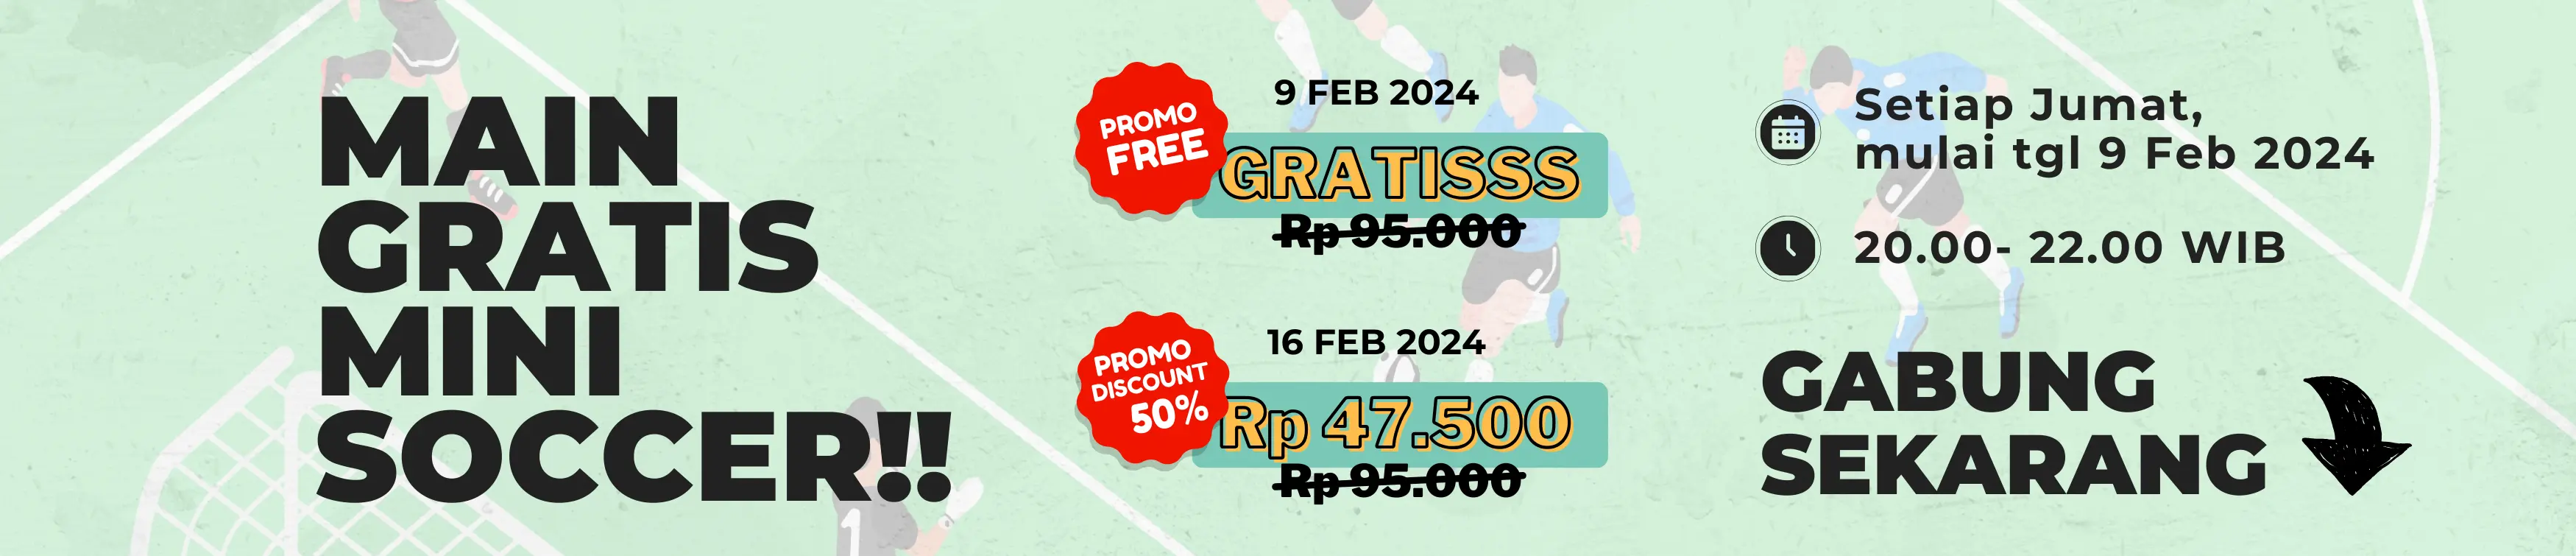 MAIN
GRATIS
MINI
SOCCER!!
PROMO
FREE
9 FEB 2024
GRATISSS
Rp 95.000
PROMO
DISCOUNT
50%
16 FEB 2024
Rp 47.500
Rp 95.000
Setiap Jumat,
mulai tgl 9 Feb 2024
20.00- 22.00 WIB
GABUNG
SEKARANG
1